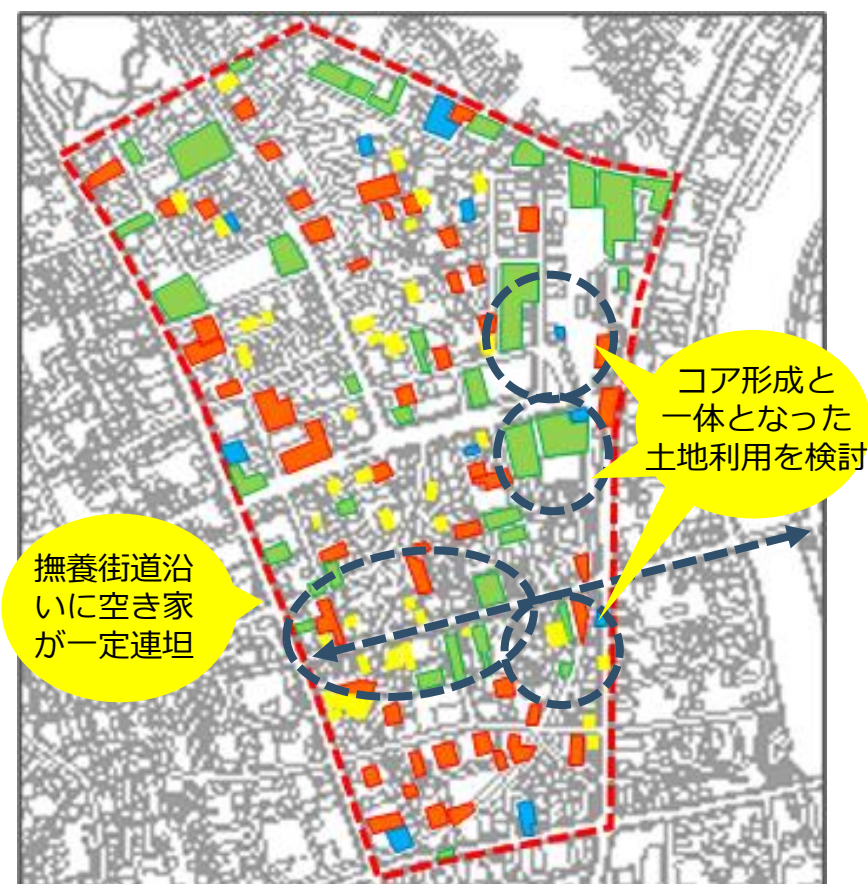 コア形成と
一体となった
土地利用を検討
撫養街道沿
いに空き家
が一定連坦